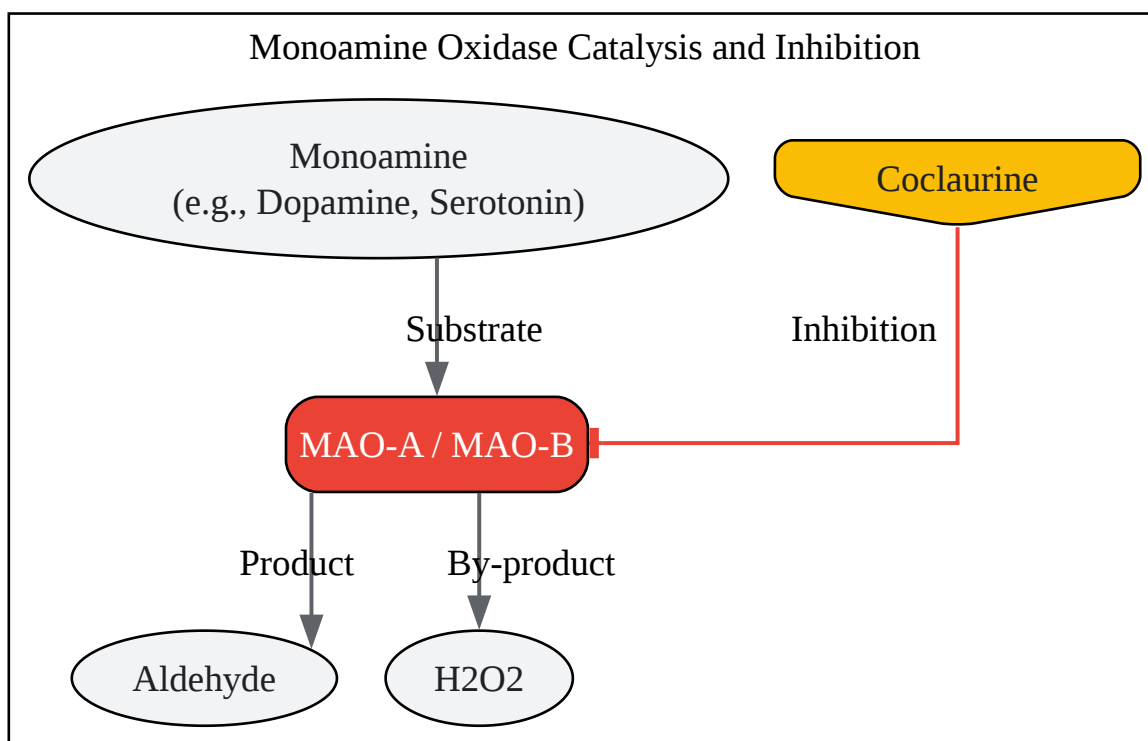 Monoamine Oxidase Catalysis and Inhibition
Monoamine
(e.g., Dopamine, Serotonin)
Coclaurine
Substrate
Inhibition
MAO-A / MAO-B
Product
By-product
Aldehyde
H2O2